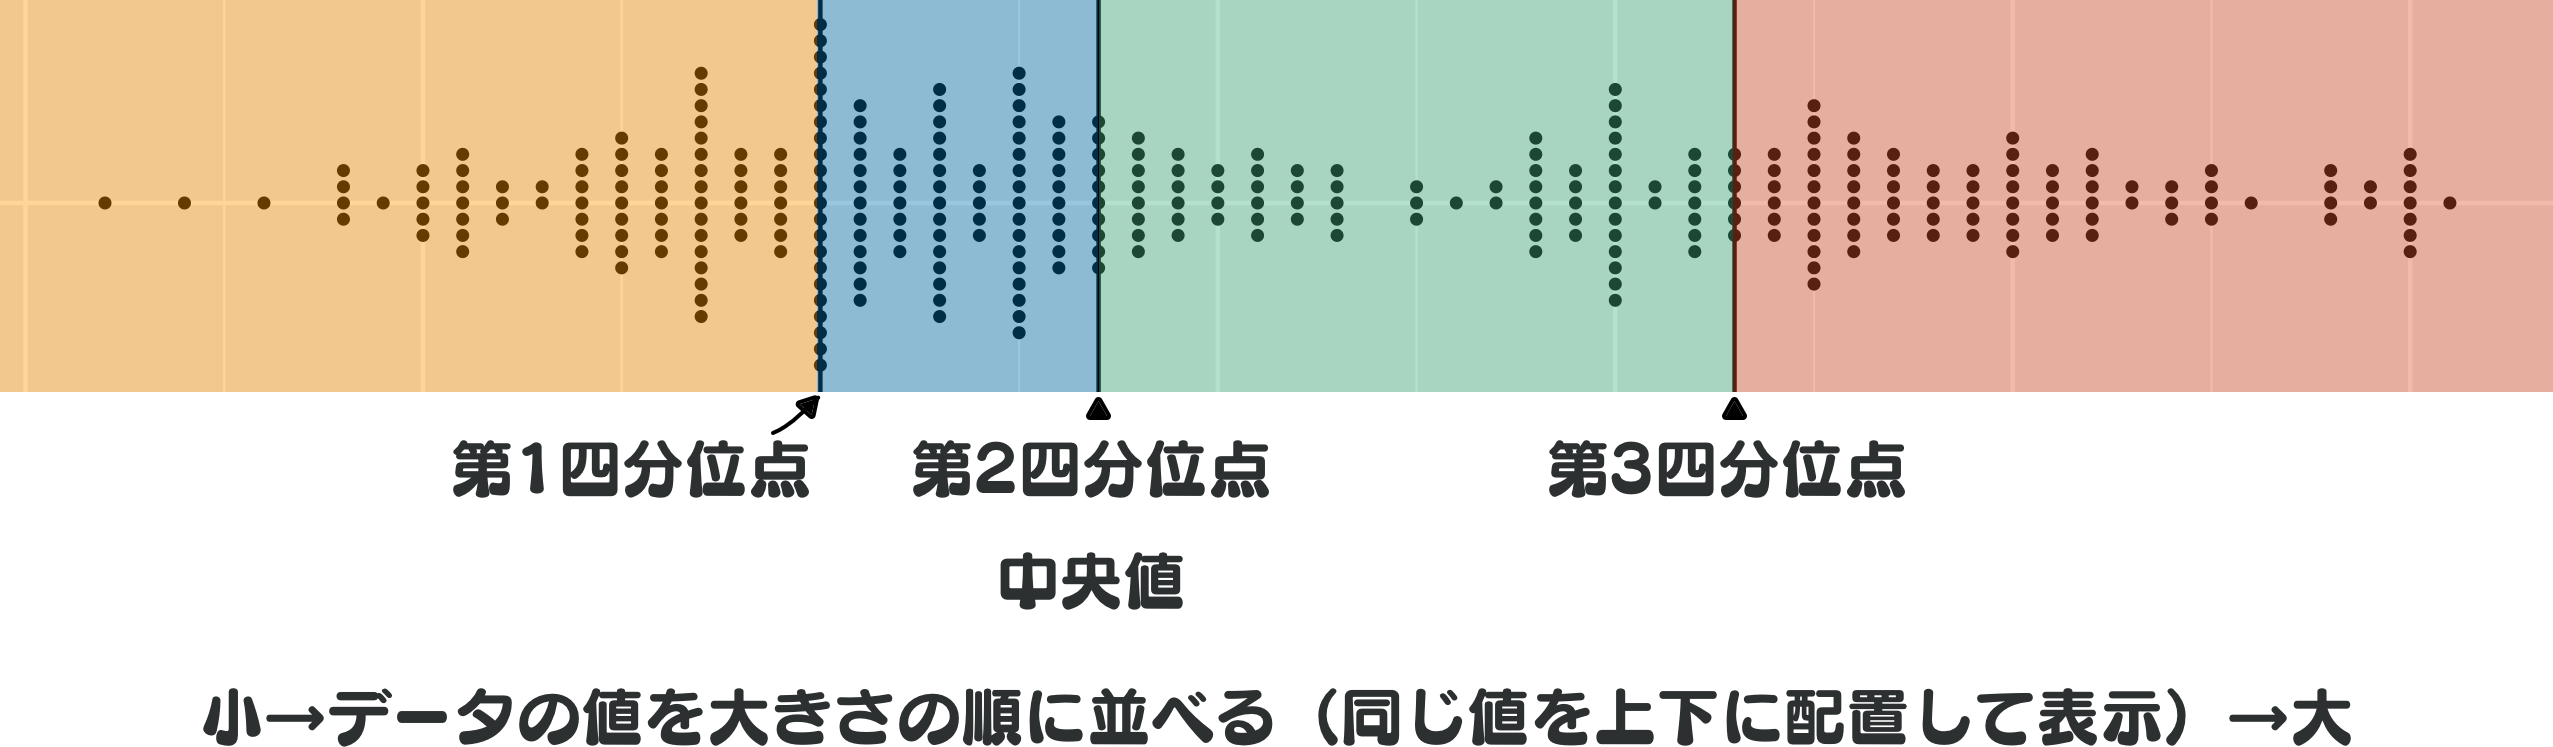 第1四分位点 第2四分位点 第3四分位点
中央値
小→データの値を大きさの順に並べる（同じ値を上下に配置して表示）→大